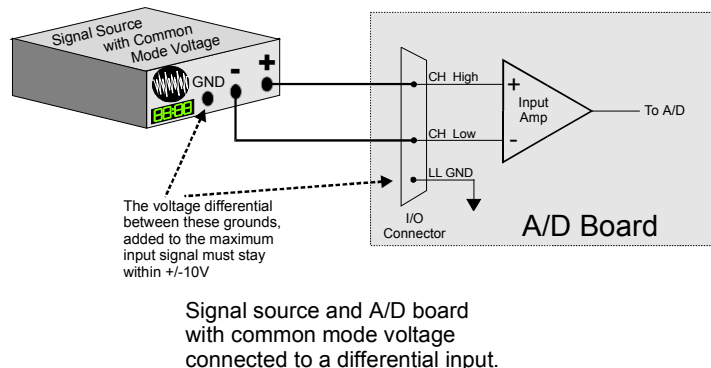 Signal Source
with Common
Mode Voltage
GND
-
+
88:88
The voltage differential
between these grounds,
added to the maximum
input signal must stay
within +/-10V
CH High
CH Low
LL GND
I/O
Connector
+
Input
Amp
-
To A/D
A/D Board
Signal source and A/D board
with common mode voltage
connected to a differential input.